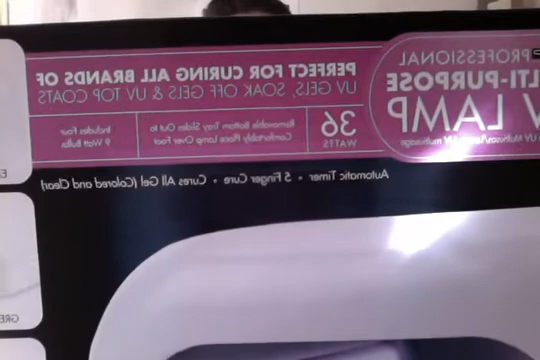 PROFESSIONAL
LTI-PURPOSE
V LAMP
PERFECT FOR CURING ALL BRANDS OF
UV GELS, SOAK OFF GELS & UV TOP COATS
36
WATTS
Removable Bottom Tray Slides Out to
Comfortably Place Lamp Over Foot
Includes Four
9 Watt Bulbs
Automatic Timer • 5 Finger Cure • Cures All Gel (Colored and Clear)
GRE